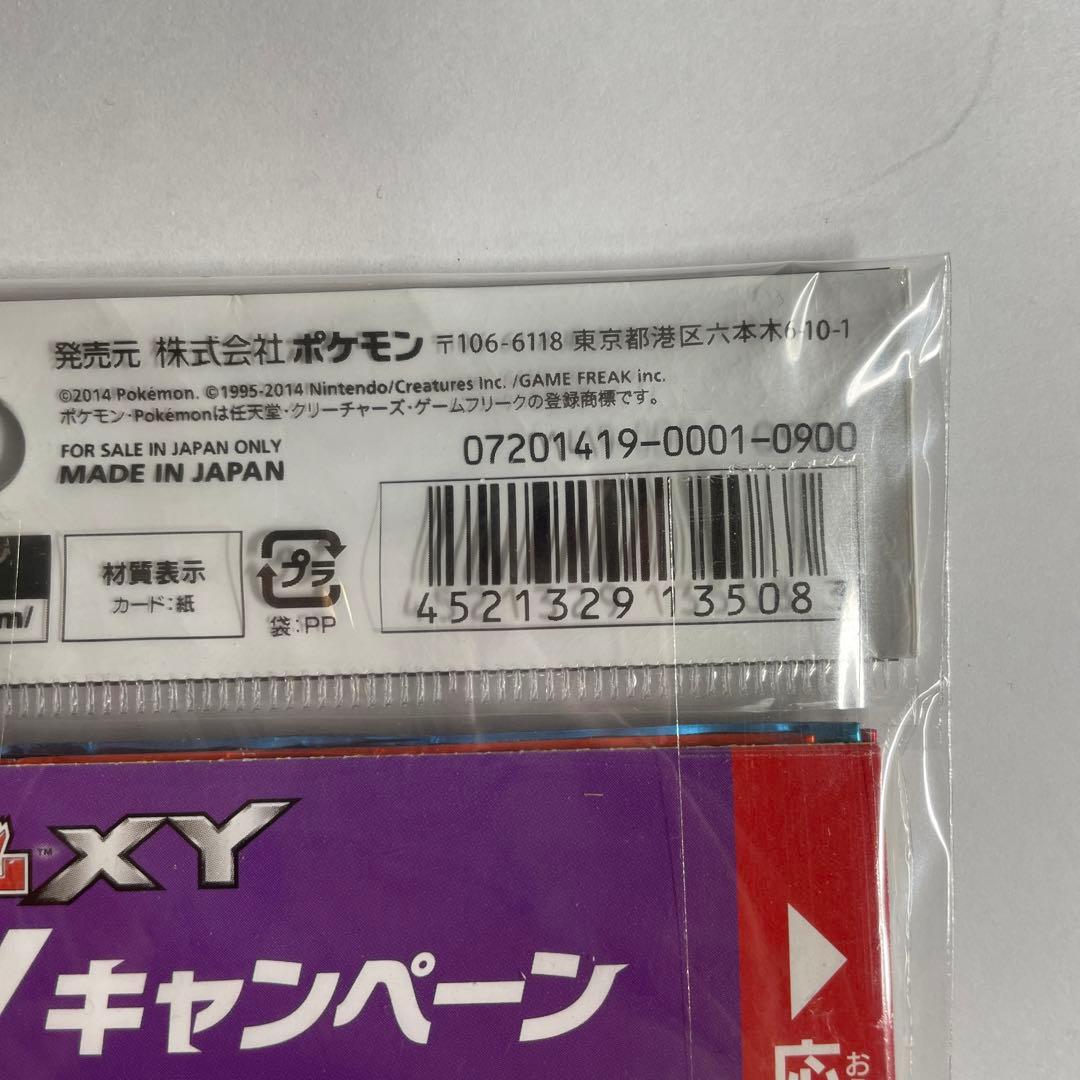 発売元 株式会社 ポケモン 〒106-6118 東京都港区六本木6-10-1
©2014 Pokémon. ©1995-2014 Nintendo/Creatures Inc. /GAME FREAK inc.
ポケモン・Pokémonは任天堂・クリーチャーズ・ゲームフリークの登録商標です。
FOR SALE IN JAPAN ONLY
MADE IN JAPAN
07201419-0001-0900
材質表示
カード:紙
プラ
袋:PP
4521329 13508
m/
™ XY
キャンペーン